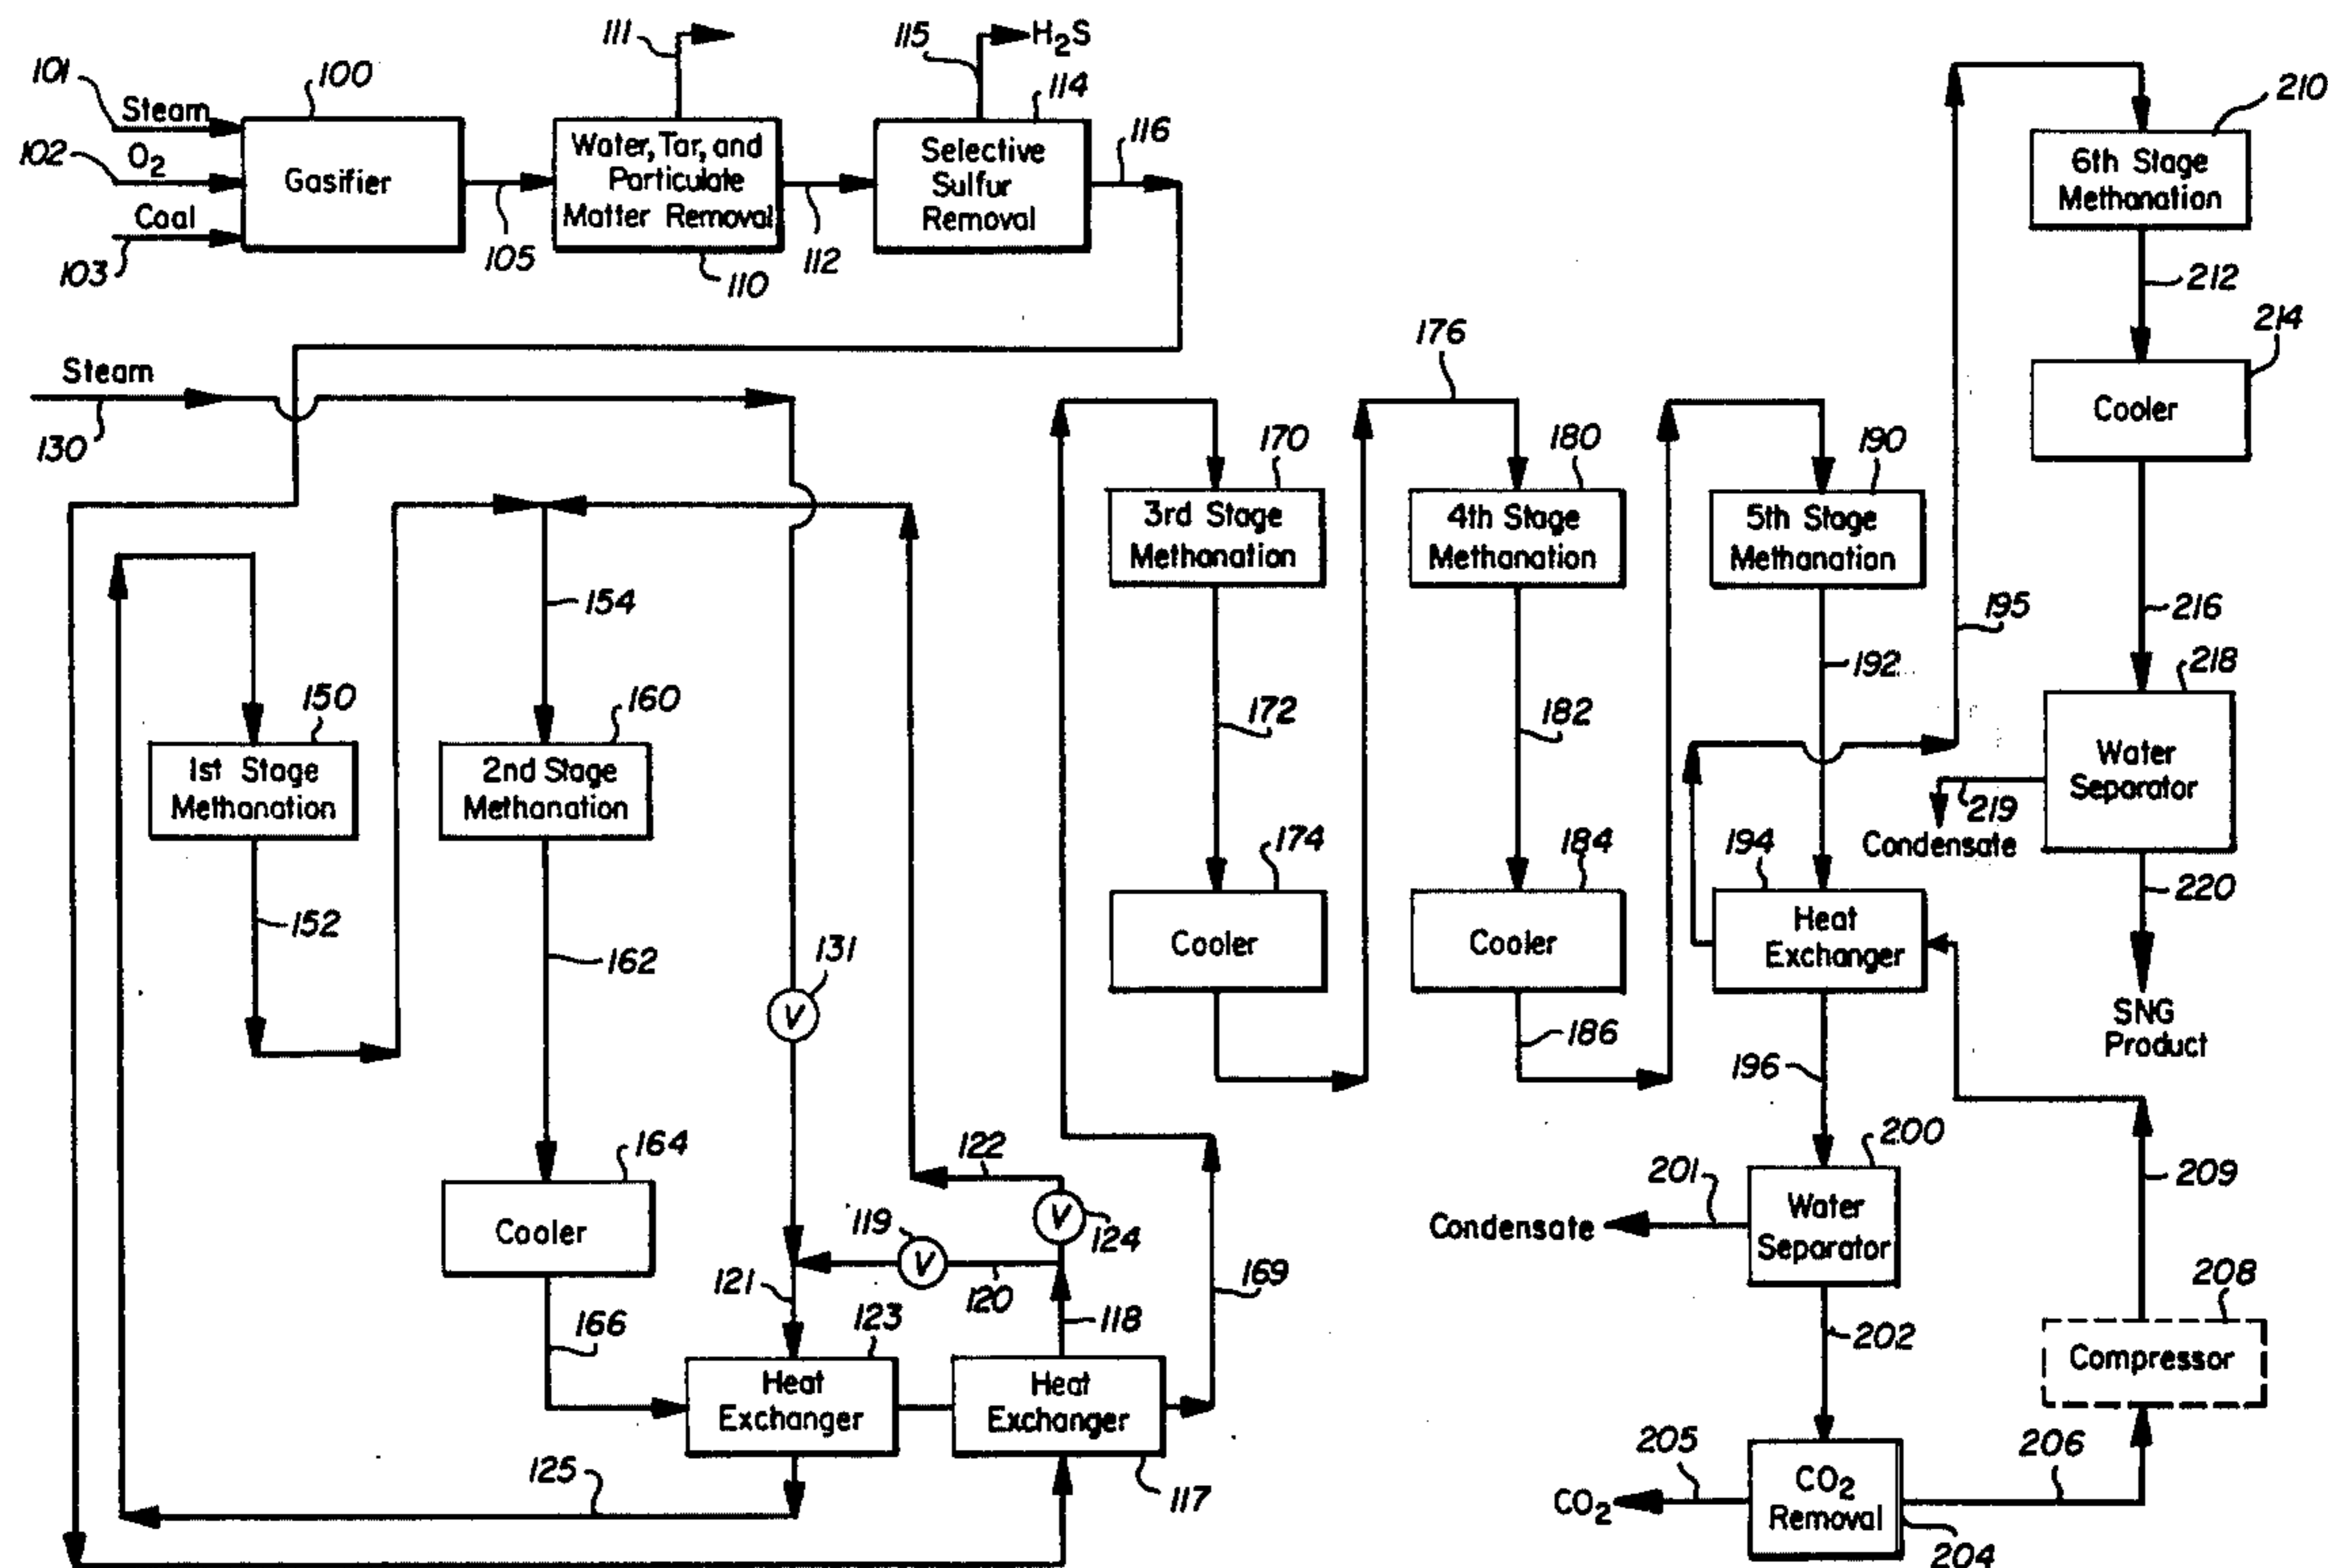 101
Steam
102
O2
Coal
103
100
Gasifier
105
111
Water, Tar, and
Particulate
Matter Removal
110
112
115
H2S
114
Selective
Sulfur
Removal
116
Steam
130
150
1st Stage
Methanation
152
154
160
2nd Stage
Methanation
162
164
Cooler
166
131
V
119
V
120
121
122
V
124
118
123
Heat
Exchanger
Heat
Exchanger
117
125
169
170
3rd Stage
Methanation
172
174
Cooler
176
180
4th Stage
Methanation
182
184
Cooler
186
190
5th Stage
Methanation
192
194
Heat
Exchanger
195
196
200
Water
Separator
201
Condensate
202
CO2
Removal
204
205
CO2
206
208
Compressor
209
210
6th Stage
Methanation
212
214
Cooler
216
218
Water
Separator
219
Condensate
220
SNG
Product